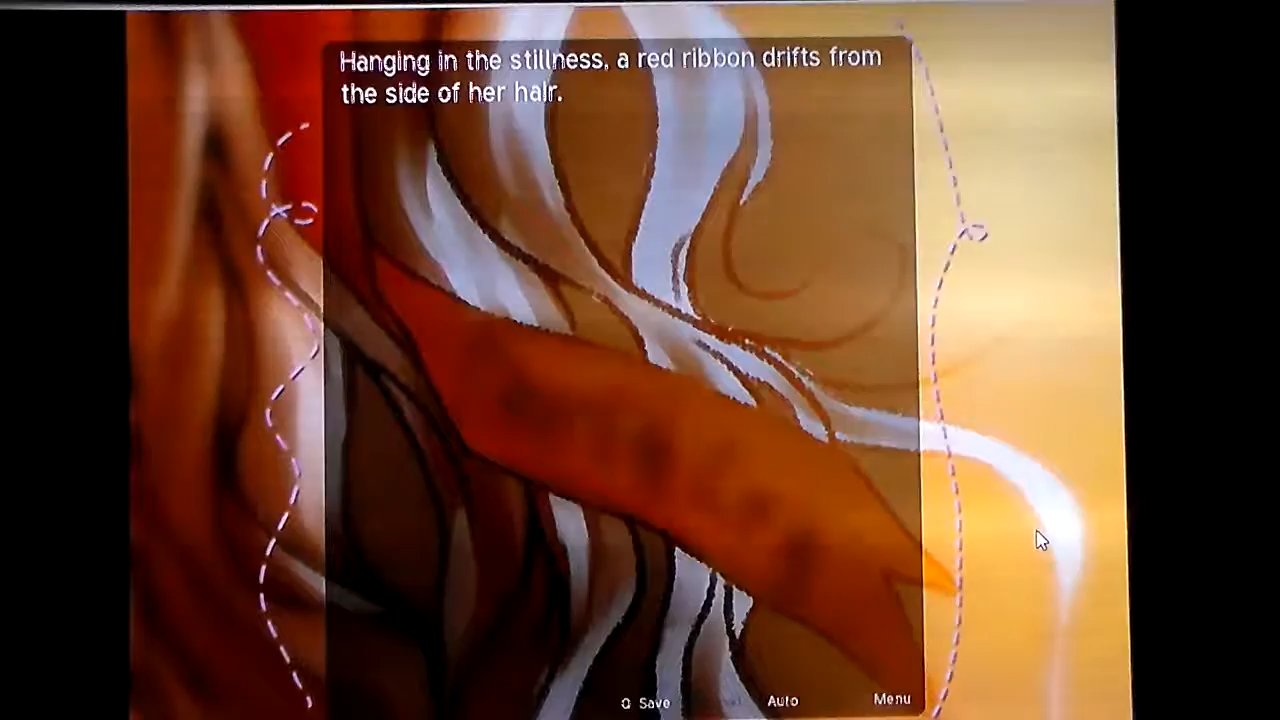 Hanging in the stillness, a red ribbon drifts from
the side of her hair.
Save
Auto
Menu